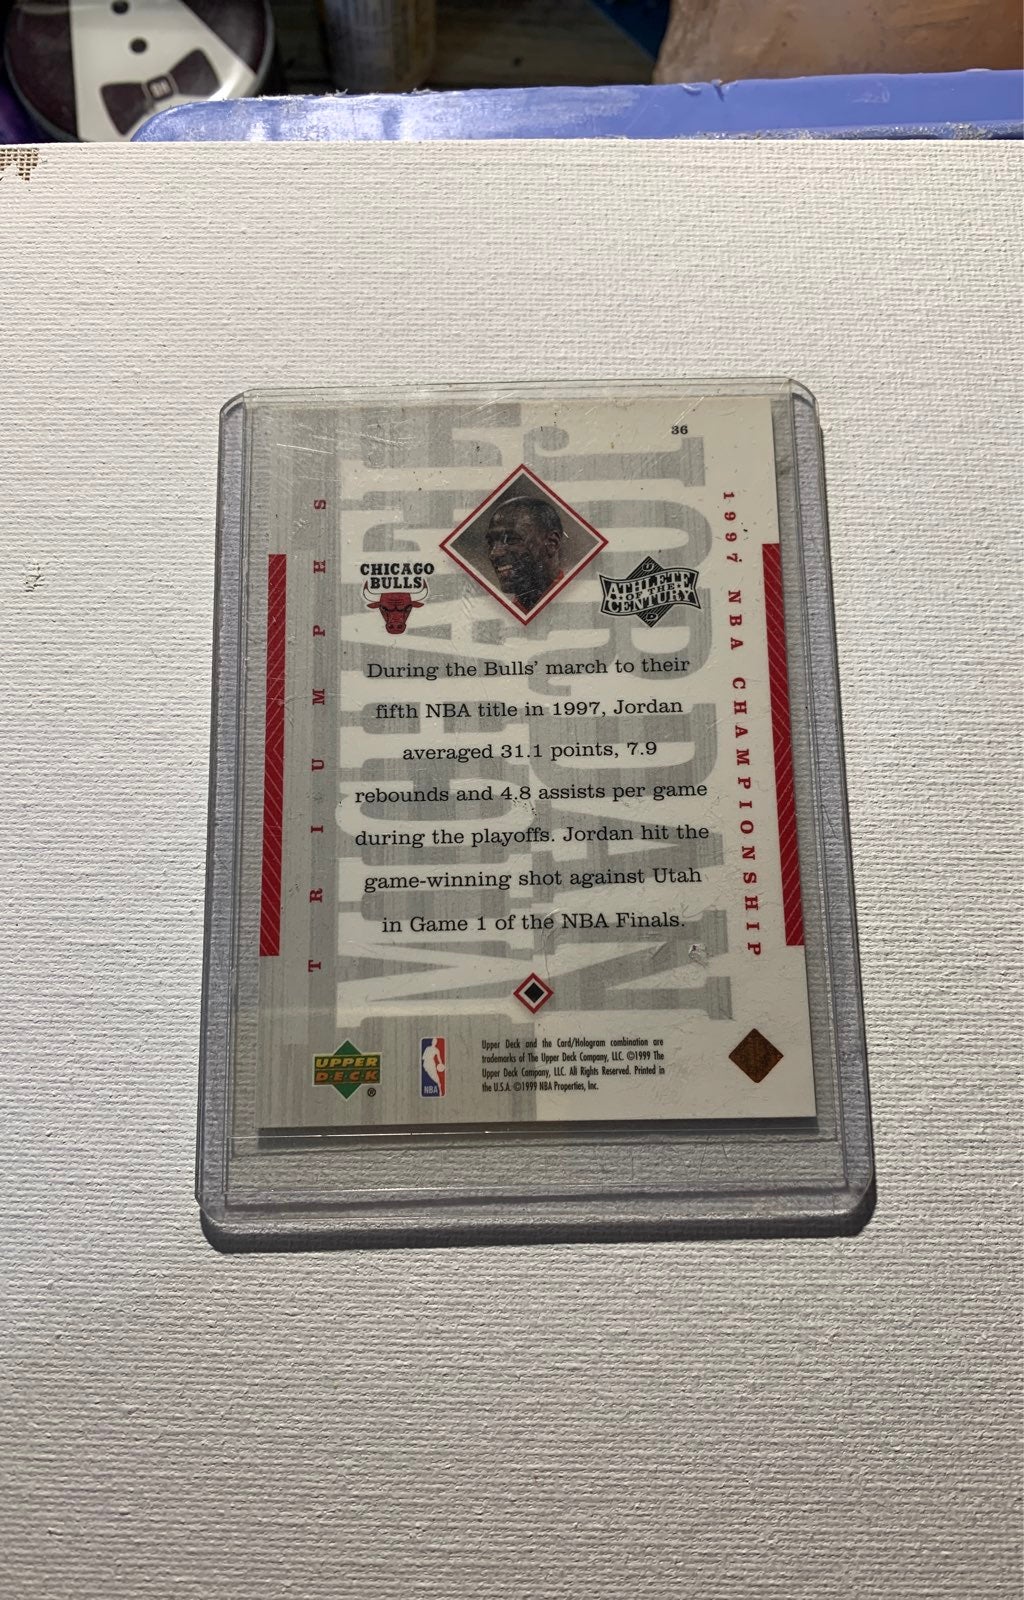 36
MICHAEL
JORDAN
TRIUMPHS
1997 NBA CHAMPIONSHIP
CHICAGO
BULLS
ATHLETE
OF THE
CENTURY
During the Bulls' march to their
fifth NBA title in 1997, Jordan
averaged 31.1 points, 7.9
rebounds and 4.8 assists per game
during the playoffs. Jordan hit the
game-winning shot against Utah
in Game 1 of the NBA Finals.
UPPER
DECK
®
NBA
Upper Deck and the Card/Hologram combination are
trademarks of The Upper Deck Company, LLC. ©1999 The
Upper Deck Company, LLC. All Rights Reserved. Printed in
the U.S.A. ©1999 NBA Properties, Inc.